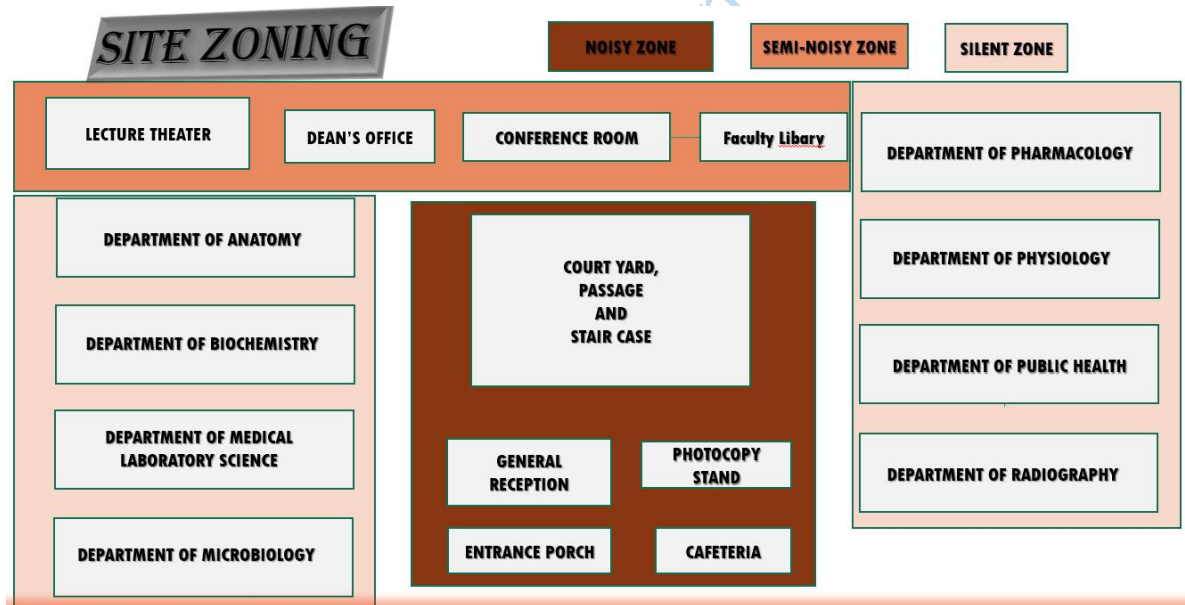 SITE ZONING
NOISY ZONE
SEMI-NOISY ZONE
SILENT ZONE
LECTURE THEATER
DEAN'S OFFICE
CONFERENCE ROOM
Faculty Libary
DEPARTMENT OF PHARMACOLOGY
DEPARTMENT OF ANATOMY
DEPARTMENT OF BIOCHEMISTRY
DEPARTMENT OF MEDICAL
LABORATORY SCIENCE
DEPARTMENT OF MICROBIOLOGY
COURT YARD,
PASSAGE
AND
STAIR CASE
GENERAL
RECEPTION
PHOTOCOPY
STAND
ENTRANCE PORCH
CAFETERIA
DEPARTMENT OF PHYSIOLOGY
DEPARTMENT OF PUBLIC HEALTH
DEPARTMENT OF RADIOGRAPHY